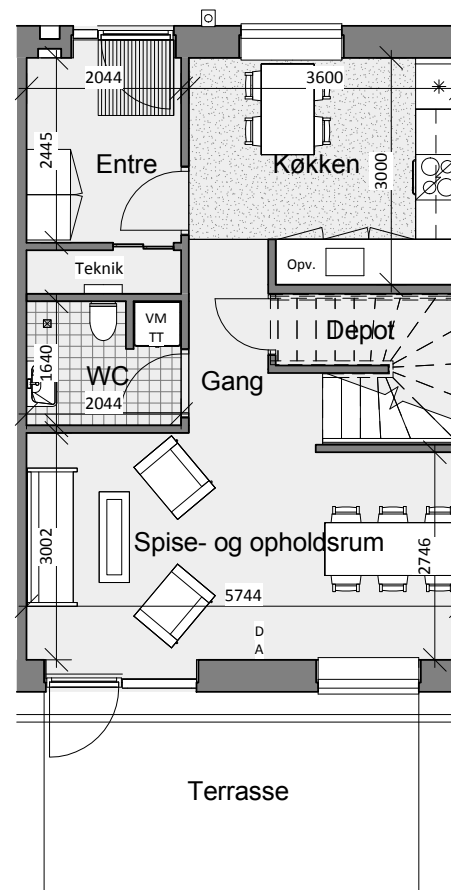 2044
3600
2445
Entre
Køkken
3000
Teknik
Opv.
VM
TT
Depot
1640
WC
Gang
2044
3002
Spise- og opholdsrum
2746
5744
D
A
Terrasse